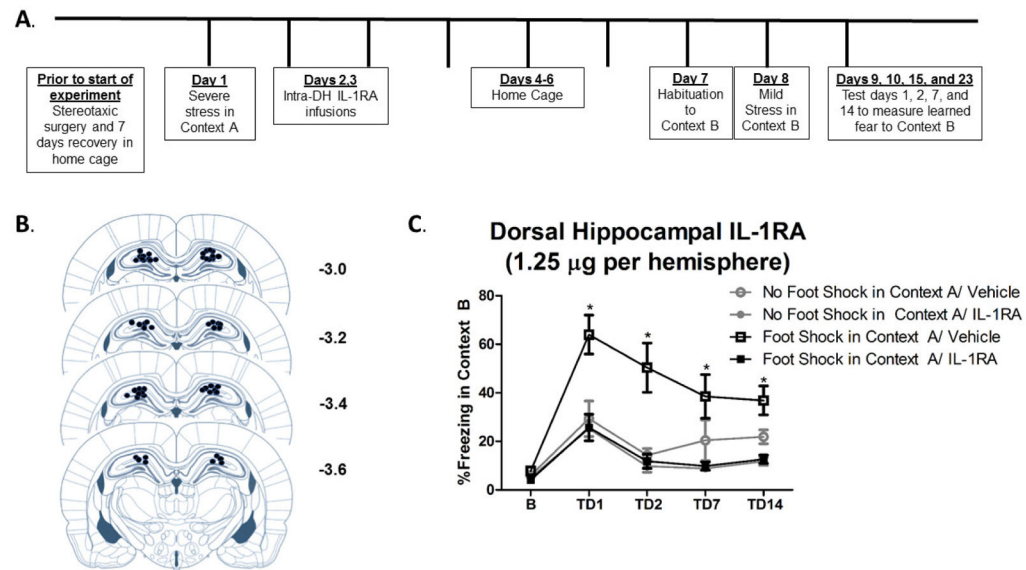 A.
Prior to start of
experiment
Stereotaxic
surgery and 7
days recovery in
home cage
Day 1
Severe
stress in
Context A
Days 2,3
Intra-DH IL-1RA
infusions
Days 4-6
Home Cage
Day 7
Habituation
to
Context B
Day 8
Mild
Stress in
Context B
Days 9, 10, 15, and 23
Test days 1, 2, 7, and
14 to measure learned
fear to Context B
B.
-3.0
-3.2
-3.4
-3.6
C.
Dorsal Hippocampal IL-1RA
(1.25 µg per hemisphere)
%Freezing in Context B
80
60
40
20
0
* * * *
B TD1 TD2 TD7 TD14
No Foot Shock in Context A/ Vehicle
No Foot Shock in Context A/ IL-1RA
Foot Shock in Context A/ Vehicle
Foot Shock in Context A/ IL-1RA